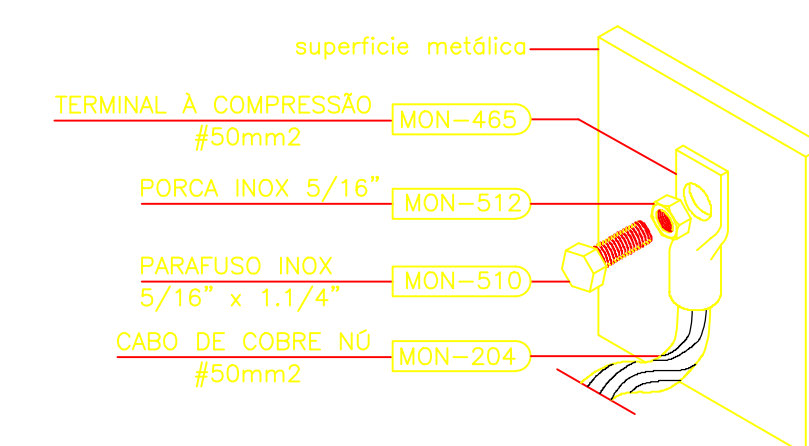 superficie metálica
TERMINAL À COMPRESSÃO MON-465
#50mm2
PORCA INOX 5/16" MON-512
PARAFUSO INOX MON-510
5/16" x 1.1/4"
CABO DE COBRE NÚ MON-204
#50mm2